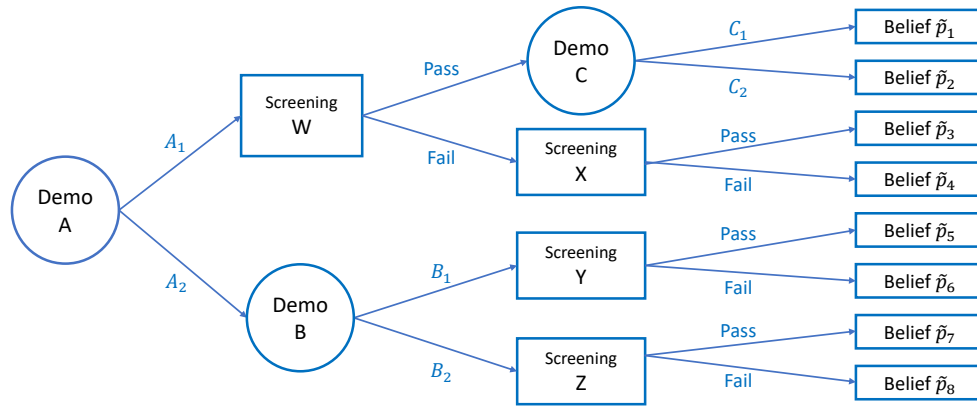 Demo
A
A₁
A₂
Screening
W
Pass
Fail
Demo
B
B₁
B₂
Demo
C
C₁
C₂
Screening
X
Pass
Fail
Screening
Y
Pass
Fail
Screening
Z
Pass
Fail
Belief p̃₁
Belief p̃₂
Belief p̃₃
Belief p̃₄
Belief p̃₅
Belief p̃₆
Belief p̃₇
Belief p̃₈